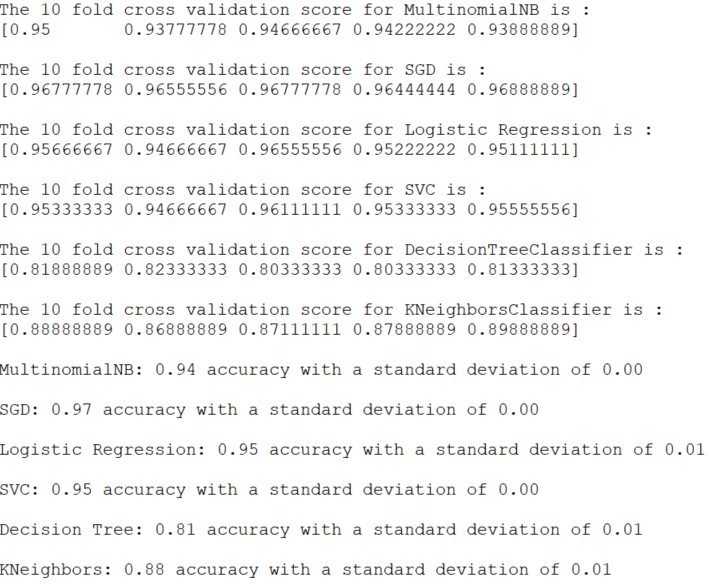 The 10 fold cross validation score for MultinomialNB is :
[0.95       0.93777778 0.94666667 0.94222222 0.93888889]
The 10 fold cross validation score for SGD is :
[0.96777778 0.96555556 0.96777778 0.96444444 0.96888889]
The 10 fold cross validation score for Logistic Regression is :
[0.95666667 0.94666667 0.96555556 0.95222222 0.95111111]
The 10 fold cross validation score for SVC is :
[0.95333333 0.94666667 0.96111111 0.95333333 0.95555556]
The 10 fold cross validation score for DecisionTreeClassifier is :
[0.81888889 0.82333333 0.80333333 0.80333333 0.81333333]
The 10 fold cross validation score for KNeighborsClassifier is :
[0.88888889 0.86888889 0.87111111 0.87888889 0.89888889]
MultinomialNB: 0.94 accuracy with a standard deviation of 0.00
SGD: 0.97 accuracy with a standard deviation of 0.00
Logistic Regression: 0.95 accuracy with a standard deviation of 0.01
SVC: 0.95 accuracy with a standard deviation of 0.00
Decision Tree: 0.81 accuracy with a standard deviation of 0.01
KNeighbors: 0.88 accuracy with a standard deviation of 0.01